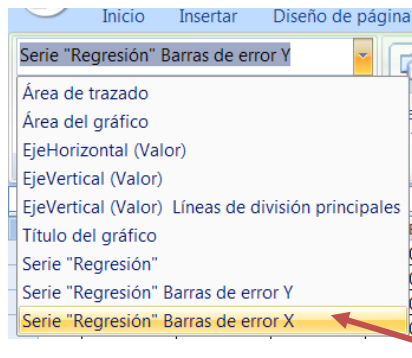 Inicio Insertar Diseño de página
Serie "Regresión" Barras de error Y
Área de trazado
Área del gráfico
EjeHorizontal (Valor)
EjeVertical (Valor)
EjeVertical (Valor) Líneas de división principales
Título del gráfico
Serie "Regresión"
Serie "Regresión" Barras de error Y
Serie "Regresión" Barras de error X